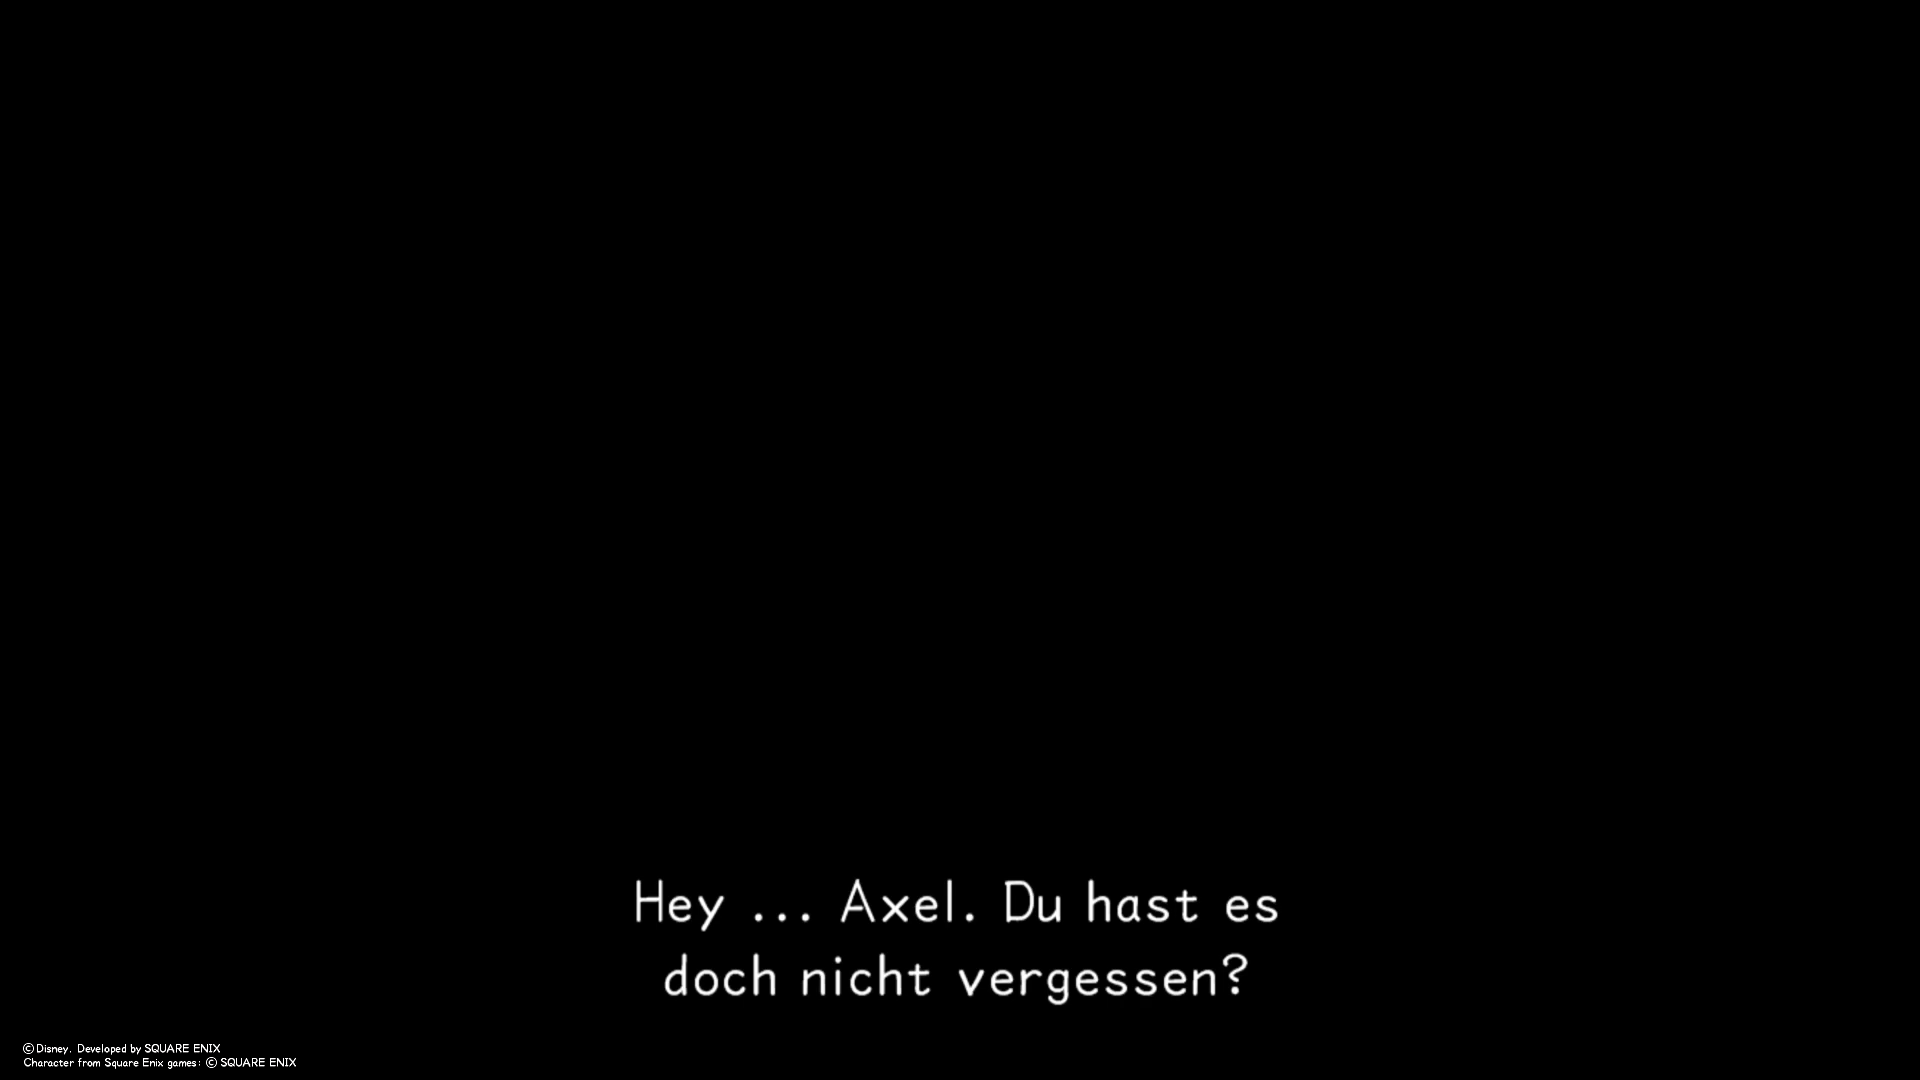 Hey ... Axel. Du hast es
doch nicht vergessen?
©Disney. Developed by SQUARE ENIX
Character from Square Enix games: © SQUARE ENIX